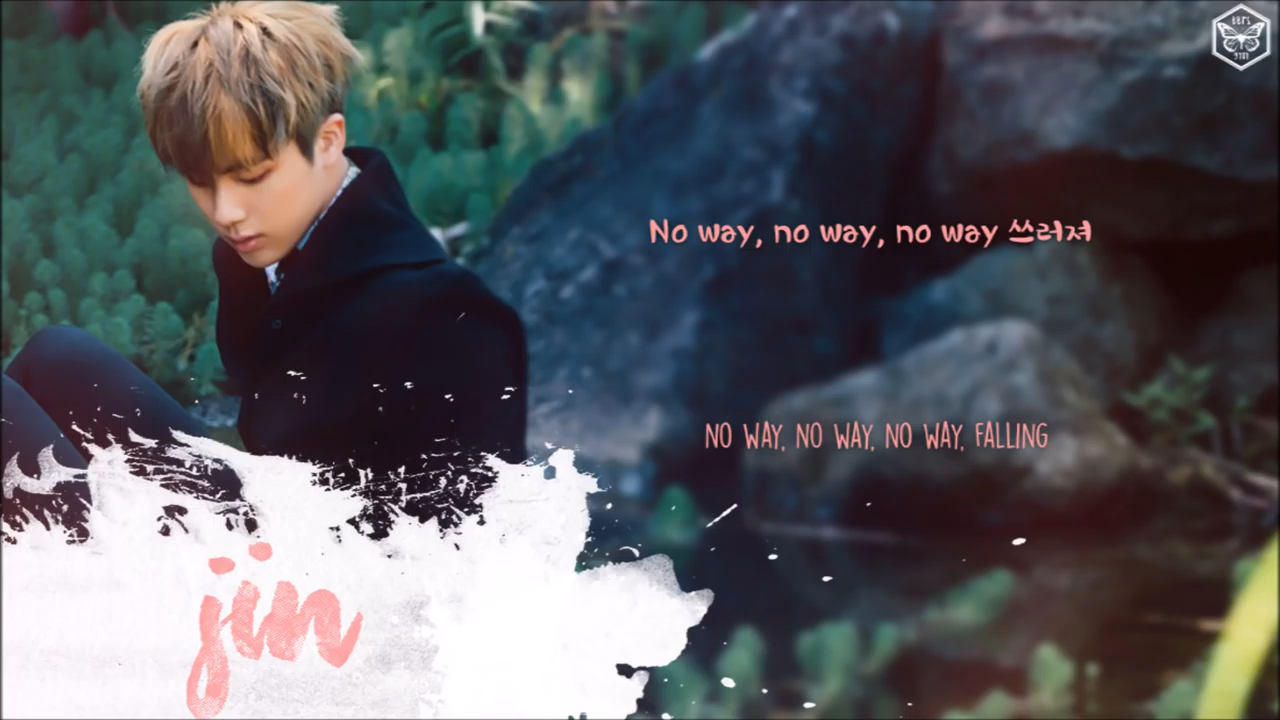 No way, no way, no way 쓰러져
NO WAY, NO WAY, NO WAY, FALLING
jin